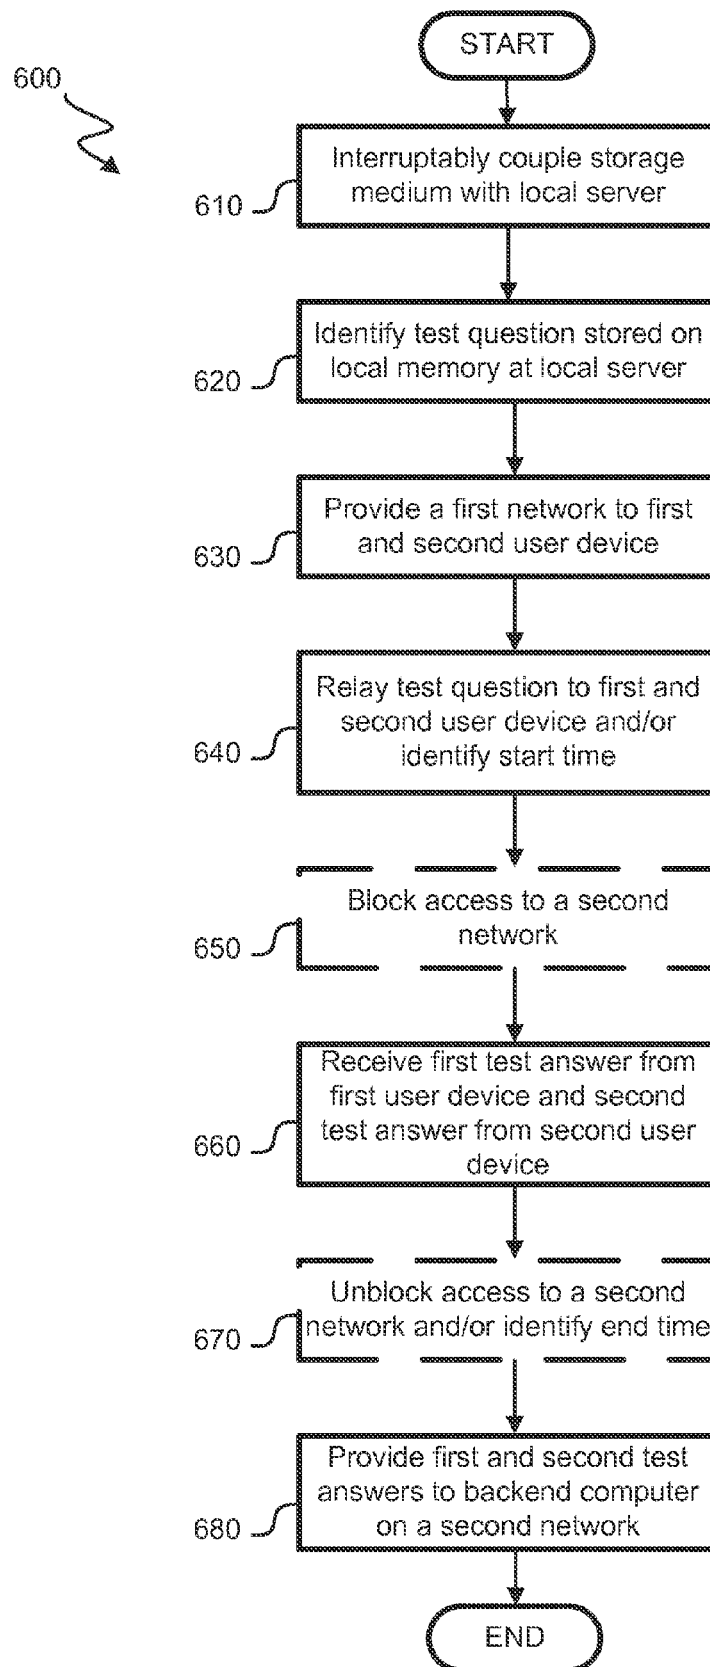 START
600
Interruptably couple storage
medium with local server
610
Identify test question stored on
local memory at local server
620
Provide a first network to first
and second user device
630
Relay test question to first and
second user device and/or
identify start time
640
Block access to a second
network
650
Receive first test answer from
first user device and second
test answer from second user
device
660
Unblock access to a second
network and/or identify end time
670
Provide first and second test
answers to backend computer
on a second network
680
END